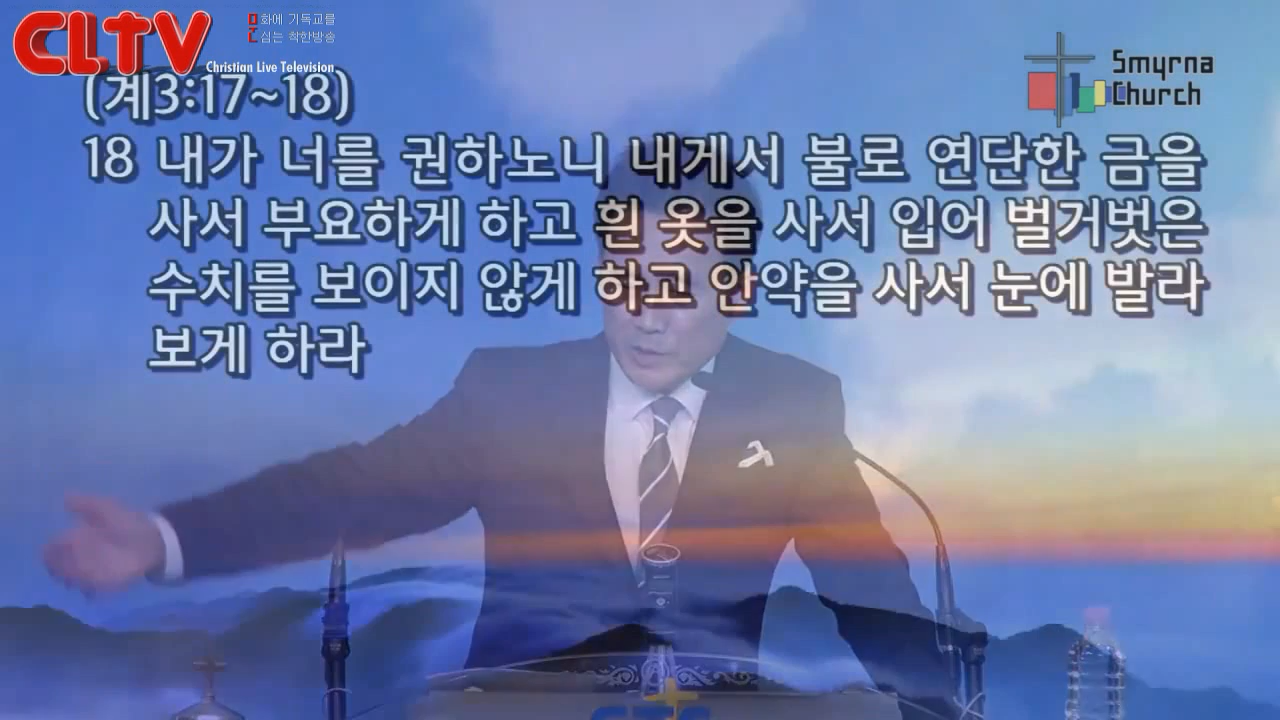 CLTV
문화에 기독교를
심는 착한방송
Christian Live Television
Smyrna
Church
(계3:17~18)
18 내가 너를 권하노니 내게서 불로 연단한 금을
사서 부요하게 하고 흰 옷을 사서 입어 벌거벗은
수치를 보이지 않게 하고 안약을 사서 눈에 발라
보게 하라